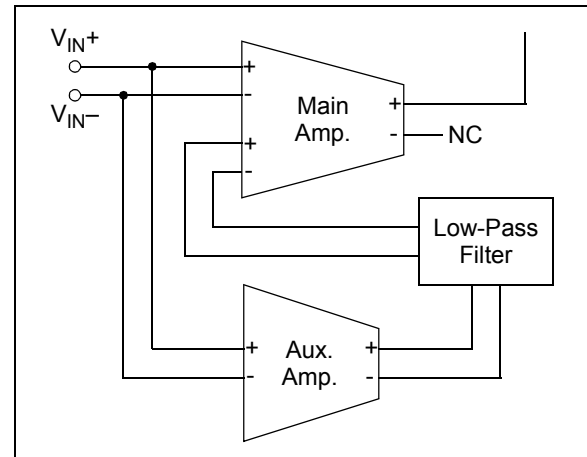 VIN+
VIN–
+
-
+
-
Main
Amp.
+
-
NC
Low-Pass
Filter
+
-
Aux.
Amp.
+
-